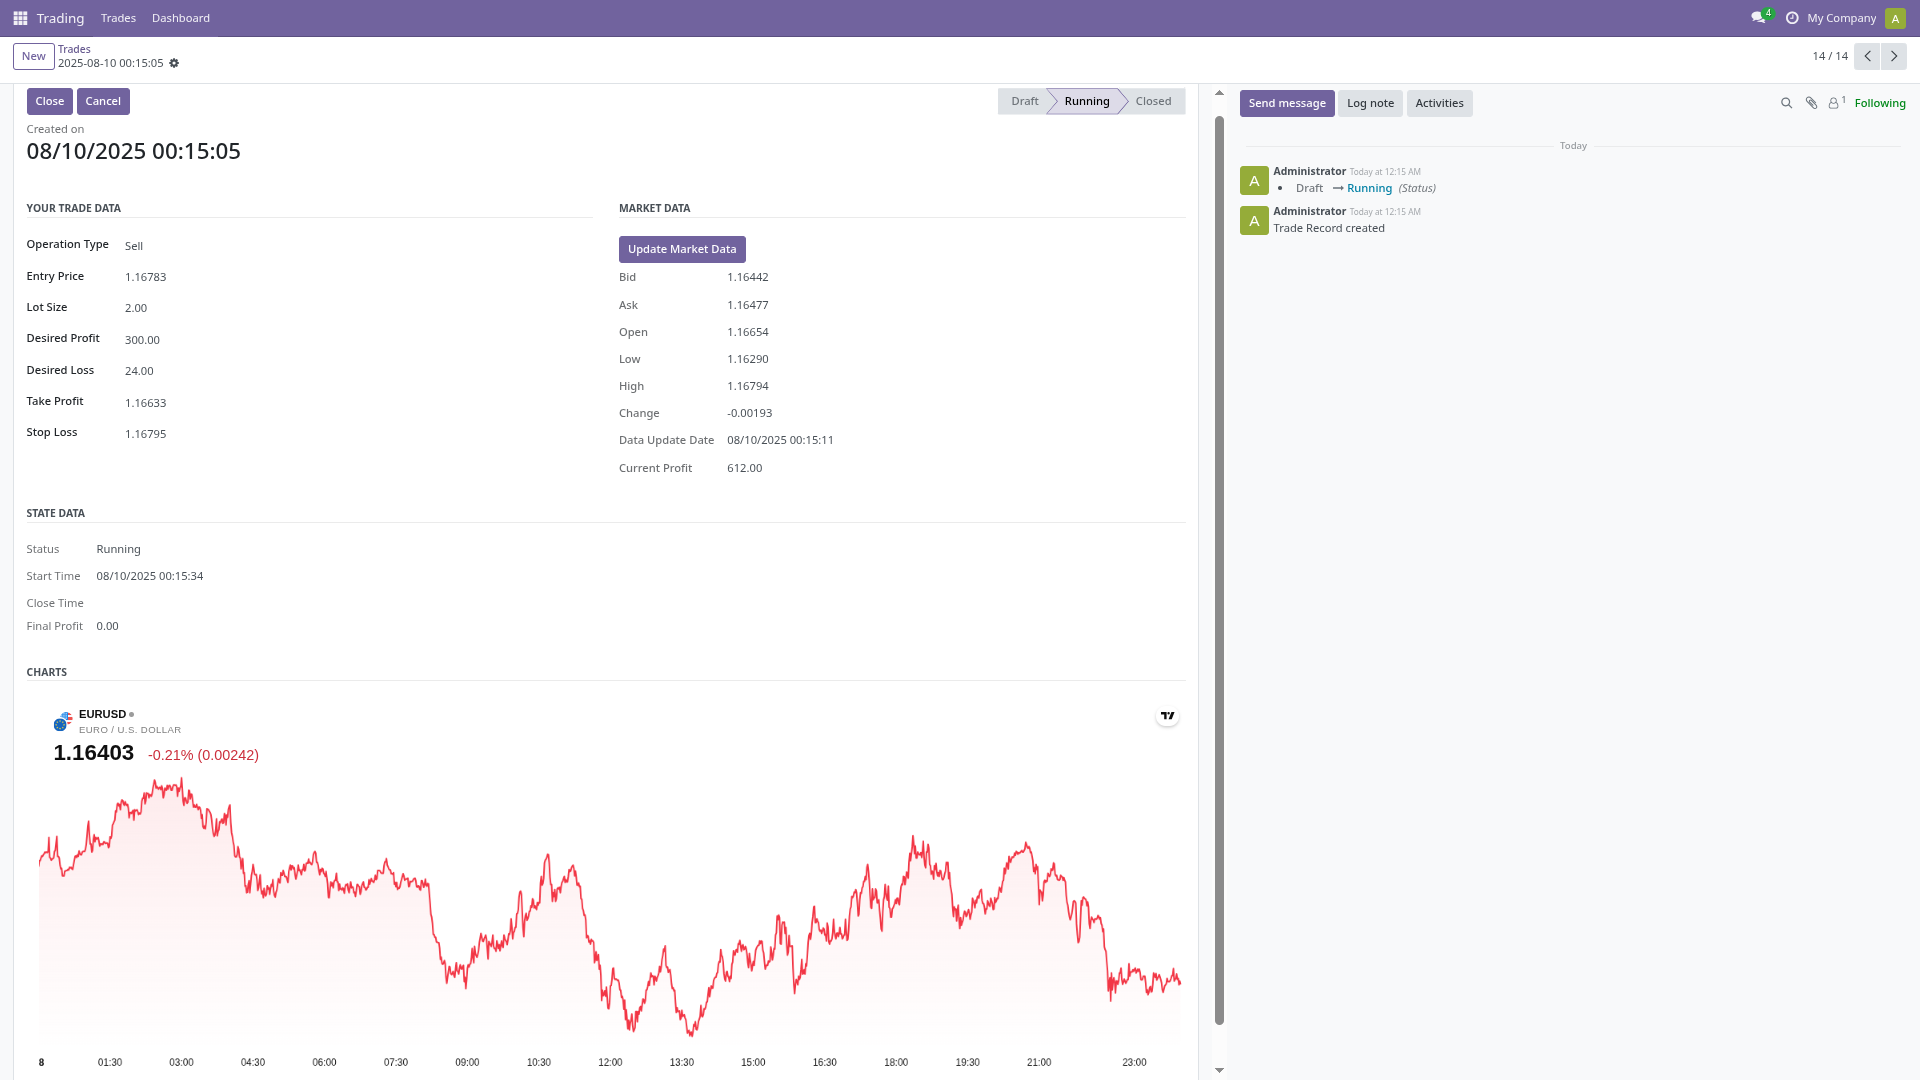 Trading Trades Dashboard 4 My Company A
New Trades
2025-08-10 00:15:05 14 / 14
Close Cancel Draft Running Closed
Created on
08/10/2025 00:15:05
YOUR TRADE DATA
Operation Type Sell
Entry Price 1.16783
Lot Size 2.00
Desired Profit 300.00
Desired Loss 24.00
Take Profit 1.16633
Stop Loss 1.16795
MARKET DATA
Update Market Data
Bid 1.16442
Ask 1.16477
Open 1.16654
Low 1.16290
High 1.16794
Change -0.00193
Data Update Date 08/10/2025 00:15:11
Current Profit 612.00
STATE DATA
Status Running
Start Time 08/10/2025 00:15:34
Close Time
Final Profit 0.00
CHARTS
EURUSD
EURO / U.S. DOLLAR
1.16403 -0.21% (0.00242)
8 01:30 03:00 04:30 06:00 07:30 09:00 10:30 12:00 13:30 15:00 16:30 18:00 19:30 21:00 23:00
Send message Log note Activities 1 Following
Today
A Administrator Today at 12:15 AM
• Draft → Running (Status)
A Administrator Today at 12:15 AM
Trade Record created